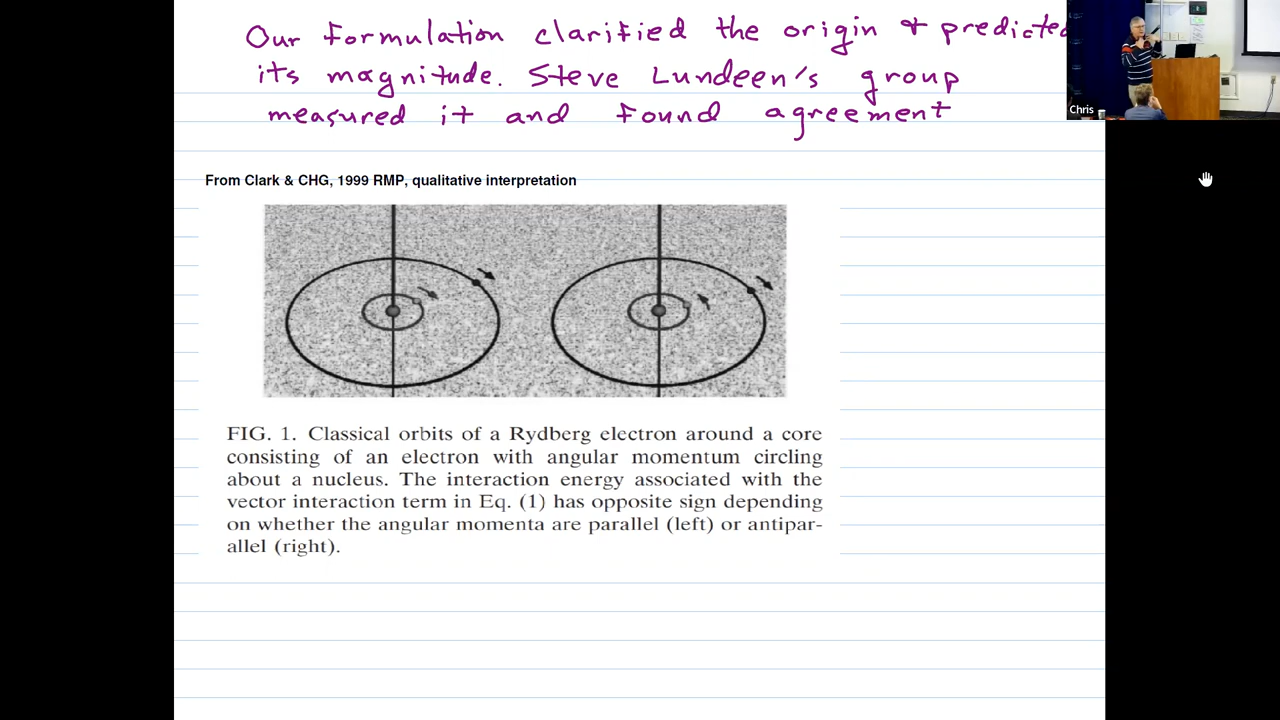 Our formulation clarified the origin & predicted
its magnitude. Steve Lundeen's group
measured it and found agreement
Chris
From Clark & CHG, 1999 RMP, qualitative interpretation
FIG. 1. Classical orbits of a Rydberg electron around a core
consisting of an electron with angular momentum circling
about a nucleus. The interaction energy associated with the
vector interaction term in Eq. (1) has opposite sign depending
on whether the angular momenta are parallel (left) or antipar-
allel (right).